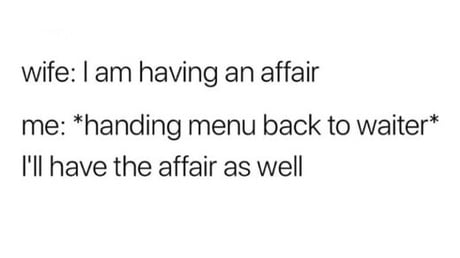 wife: I am having an affair
me: *handing menu back to waiter*
I'll have the affair as well